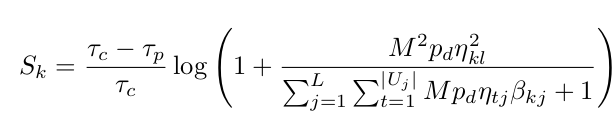 $S_k = \frac{\tau_c - \tau_p}{\tau_c} \log \left( 1 + \frac{M^2 p_d \eta_{kl}^2}{\sum_{j=1}^{L} \sum_{t=1}^{|U_j|} M p_d \eta_{tj} \beta_{kj} + 1} \right)$